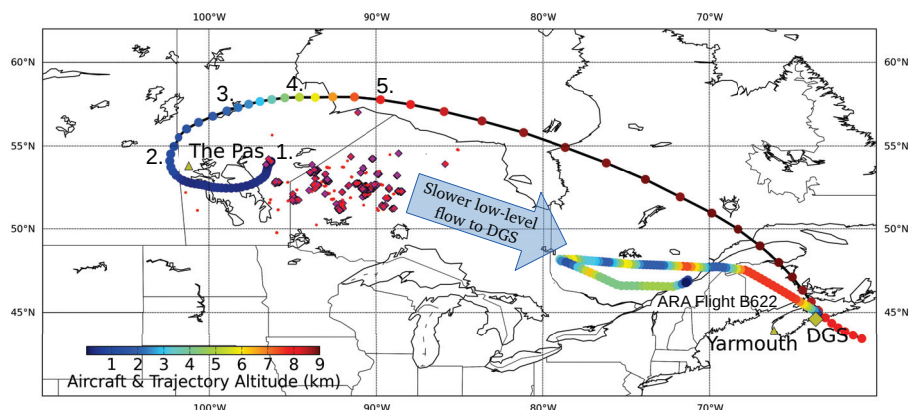 100°W 90°W 80°W 70°W
60°N 60°N
3. 4. 5.
55°N 55°N
2. The Pas 1.
Slower low-level
flow to DGS
50°N 50°N
ARA Flight B622
45°N 45°N
Yarmouth DGS
1 2 3 4 5 6 7 8 9
Aircraft & Trajectory Altitude (km)
100°W 90°W 80°W 70°W